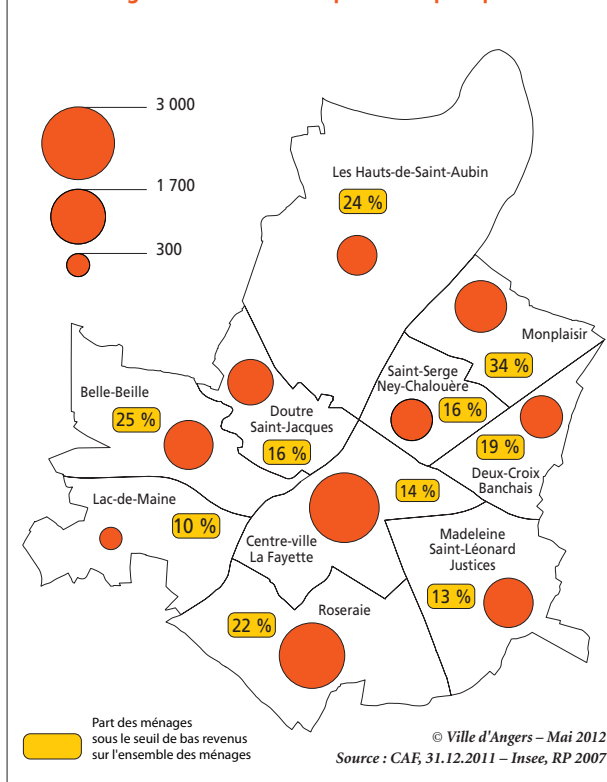 3 000
1 700
300
Les Hauts-de-Saint-Aubin
24 %
Monplaisir
34 %
Saint-Serge
Ney-Chalouère
16 %
Belle-Beille
25 %
Doutre
Saint-Jacques
16 %
19 %
Deux-Croix
Banchais
Lac-de-Maine
10 %
14 %
Centre-ville
La Fayette
Madeleine
Saint-Léonard
Justices
13 %
Roseraie
22 %
Part des ménages
sous le seuil de bas revenus
sur l'ensemble des ménages
© Ville d'Angers – Mai 2012
Source : CAF, 31.12.2011 – Insee, RP 2007